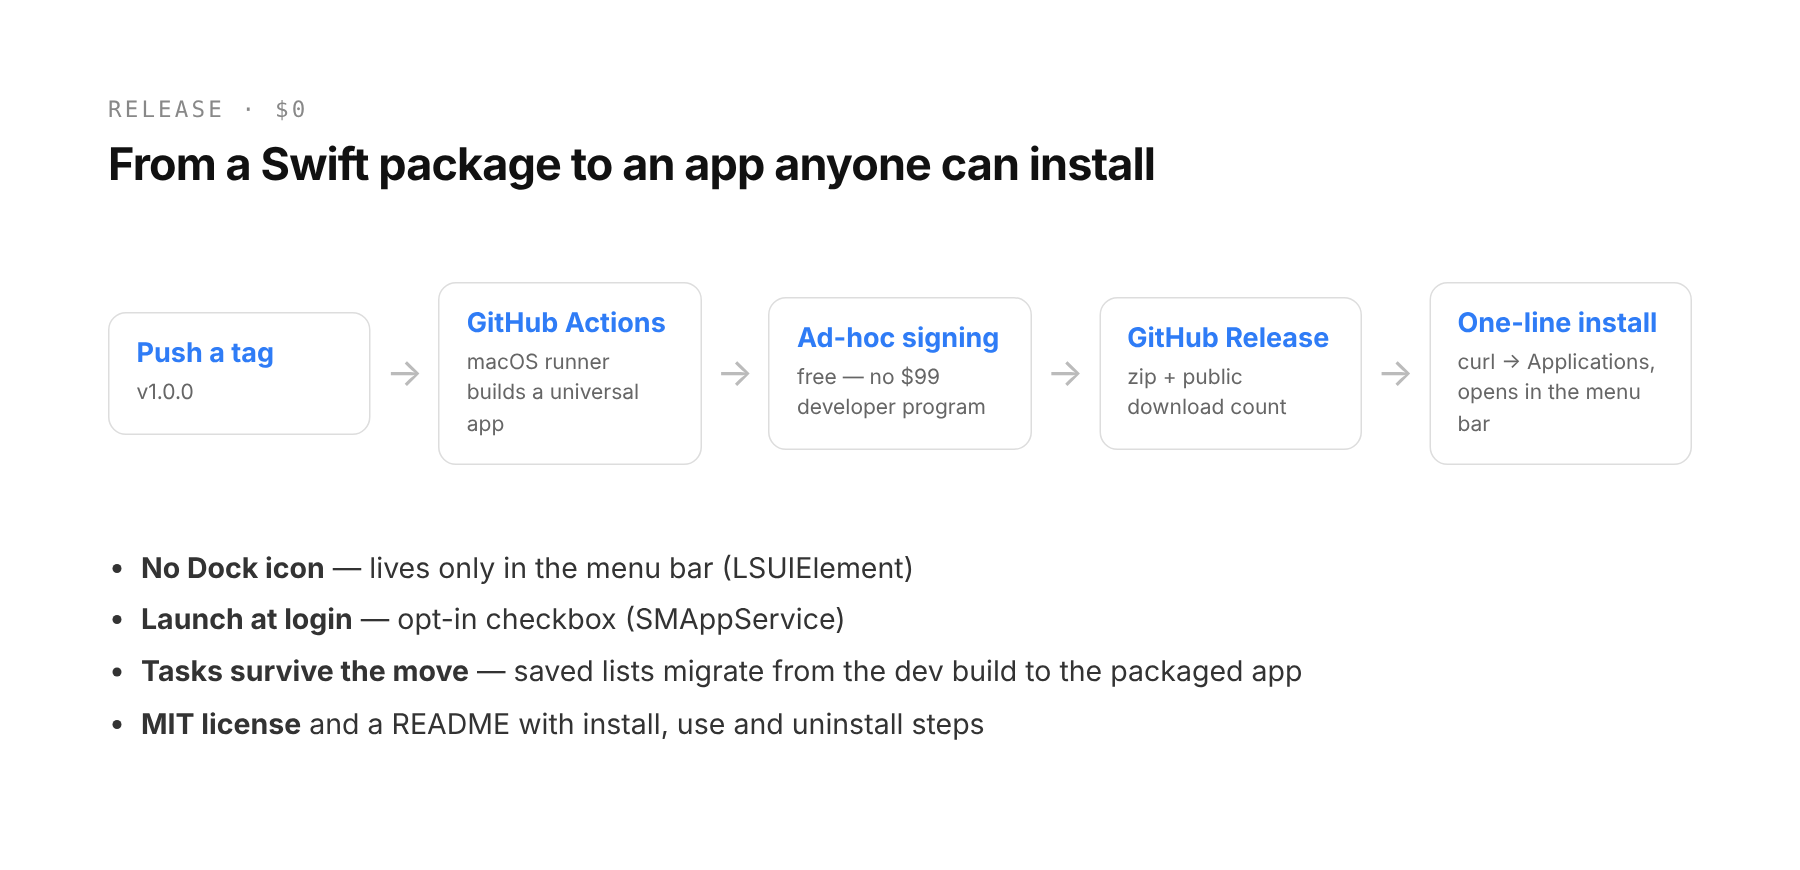 RELEASE · $0
From a Swift package to an app anyone can install
Push a tag
v1.0.0
→
GitHub Actions
macOS runner
builds a universal
app
→
Ad-hoc signing
free — no $99
developer program
→
GitHub Release
zip + public
download count
→
One-line install
curl → Applications,
opens in the menu
bar
• No Dock icon — lives only in the menu bar (LSUIElement)
• Launch at login — opt-in checkbox (SMAppService)
• Tasks survive the move — saved lists migrate from the dev build to the packaged app
• MIT license and a README with install, use and uninstall steps